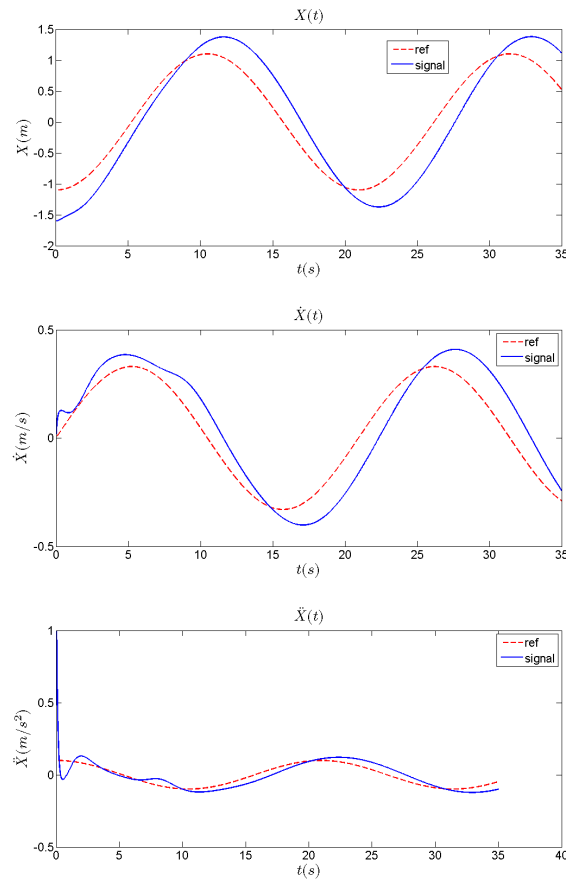 X(t)
1.5
1
0.5
0
-0.5
-1
-1.5
-2
X(m)
ref
signal
0 5 10 15 20 25 30 35
t(s)
Ẋ(t)
0.5
0
-0.5
Ẋ(m/s)
ref
signal
0 5 10 15 20 25 30 35
t(s)
Ẍ(t)
1
0.5
0
-0.5
Ẍ(m/s²)
ref
signal
0 5 10 15 20 25 30 35 40
t(s)